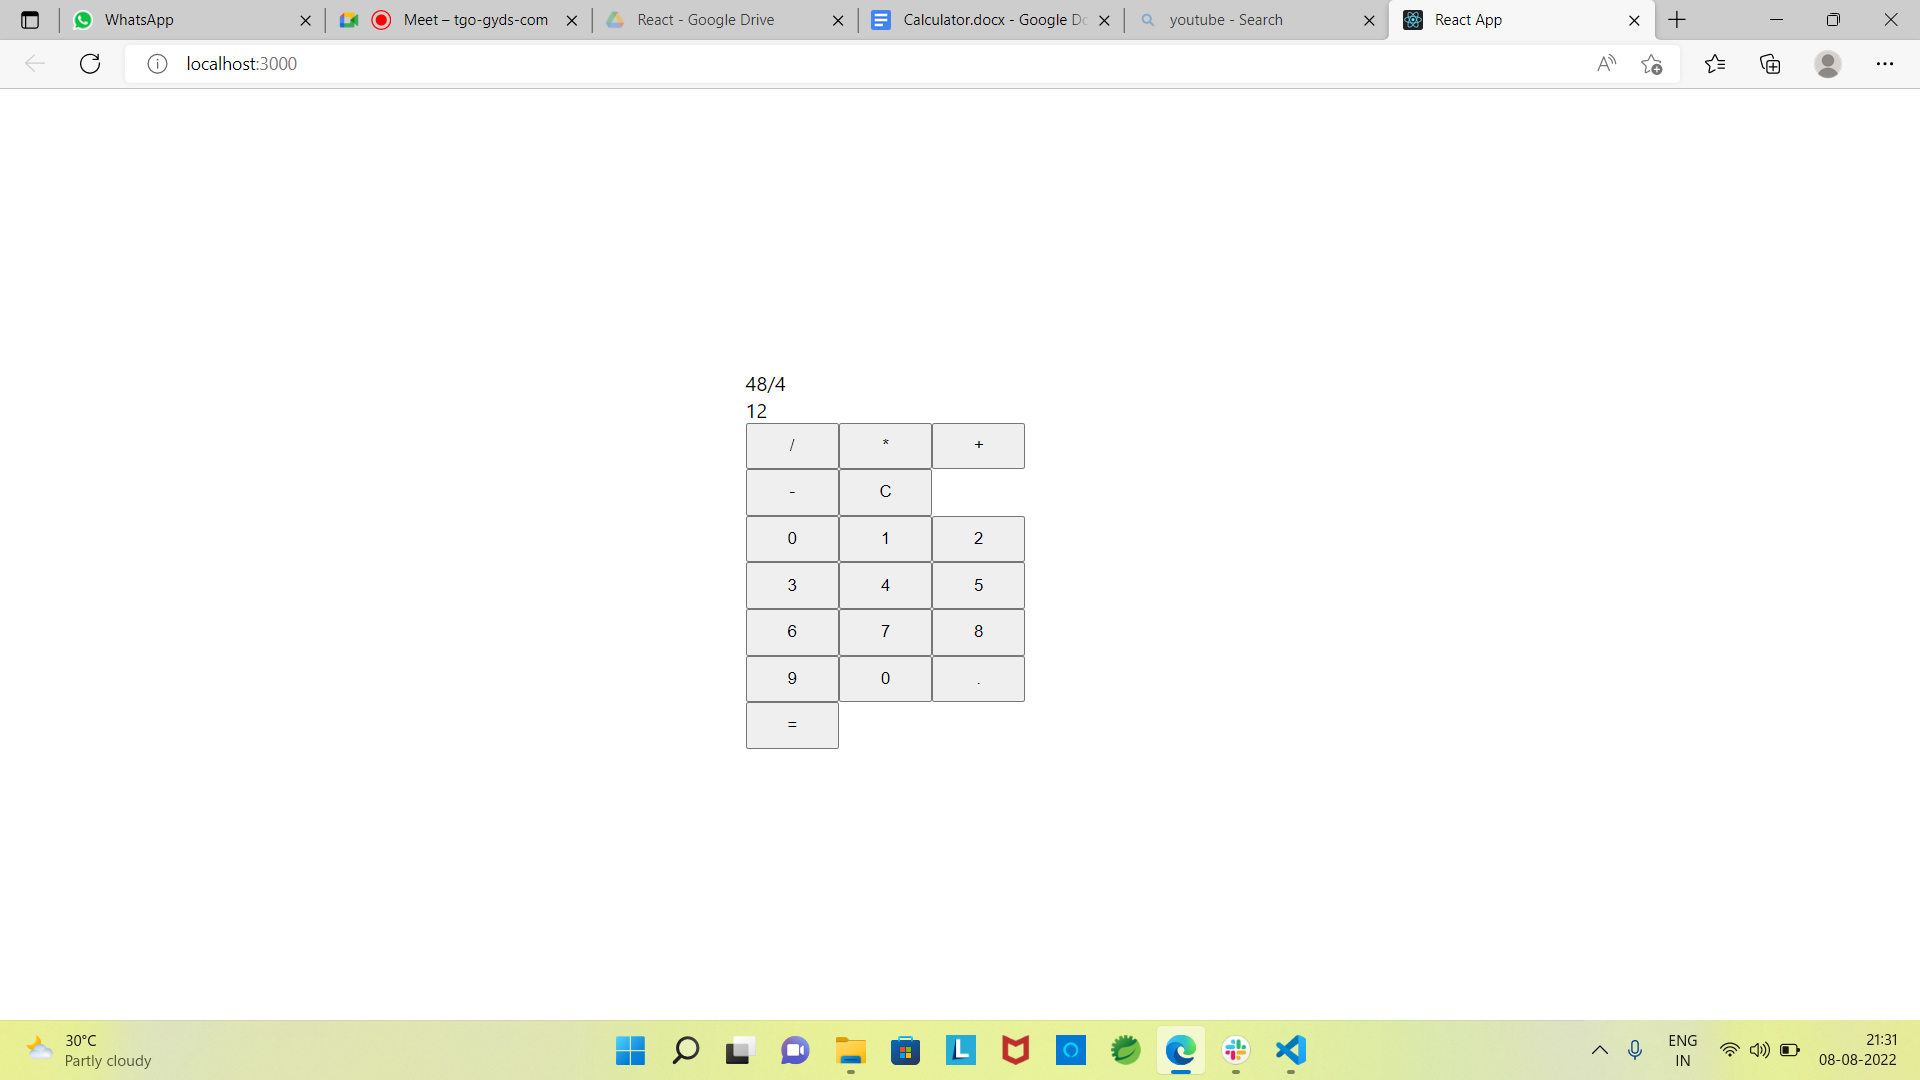 WhatsApp
Meet – tgo-gyds-com
React - Google Drive
Calculator.docx - Google Dc
youtube - Search
React App
localhost:3000
48/4
12
/ * +
- C
0 1 2
3 4 5
6 7 8
9 0 .
=
30°C
Partly cloudy
L
ENG
IN
21:31
08-08-2022